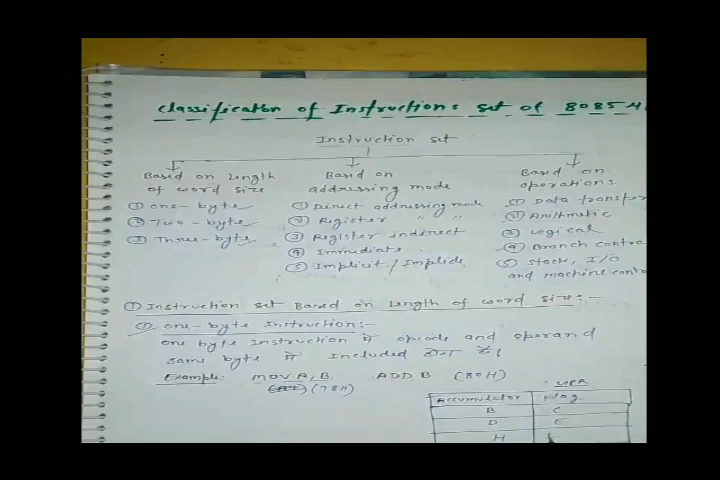 Classification of Instructions set of 8085
Instruction set
Based on Length
of word size
① one-byte
② Two-byte
③ Three-byte
Based on
addressing mode
① Direct addressing mode
② Register " "
③ Register indirect
④ Immediate
⑤ Implicit/Implide
Based on
operations
① Data transfer
② Arithmetic
③ Logical
④ Branch contro
⑤ Stack, I/O
and machine contro
① Instruction set Based on Length of word size:-
① one-byte Instruction:-
one byte Instruction में opcode and operand
same byte में Included होता है।
Example: MOV A, B ADD B (80H)
(78H)
Accumulator Flag
B C
D E
H L